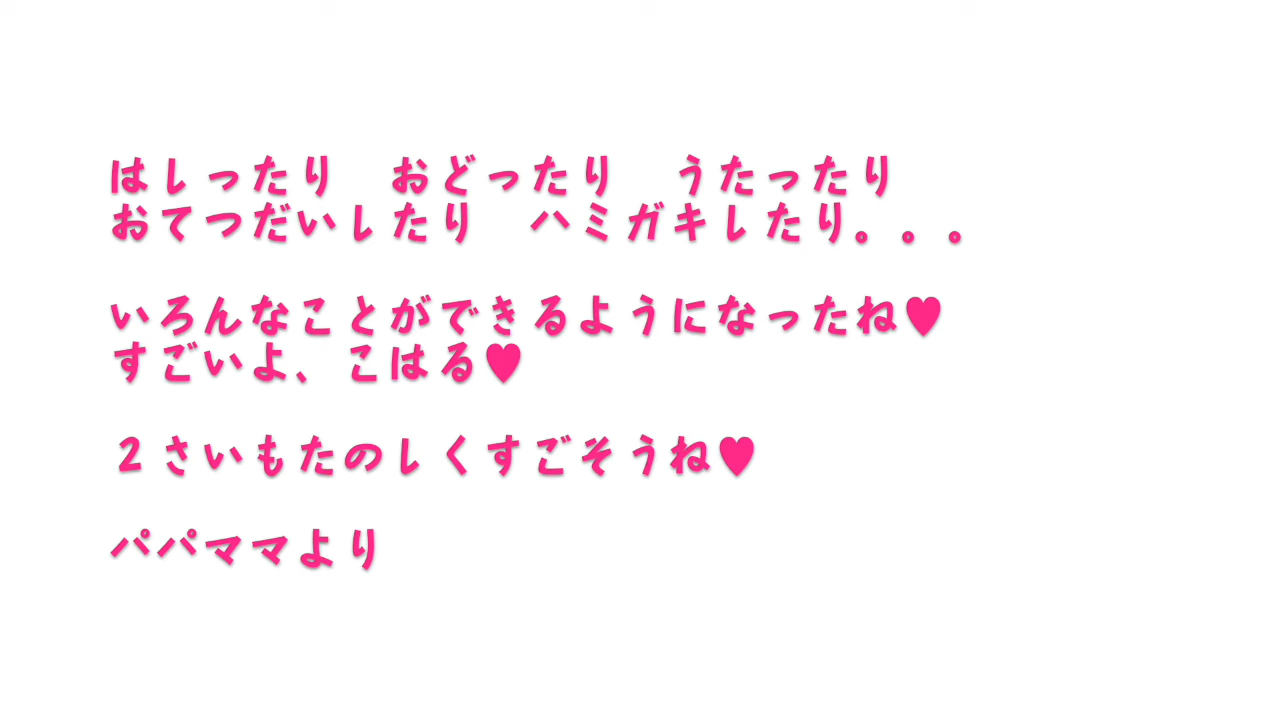 はしったり　おどったり　うたったり
おてつだいしたり　ハミガキしたり。。。
いろんなことができるようになったね♥
すごいよ、こはる♥
２さいもたのしくすごそうね♥
パパママより